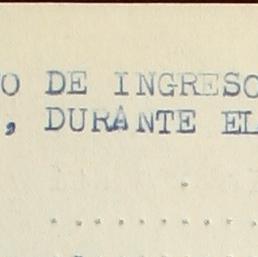 O DE INGRESO
, DURANTE EL
. . . . . . . . . .